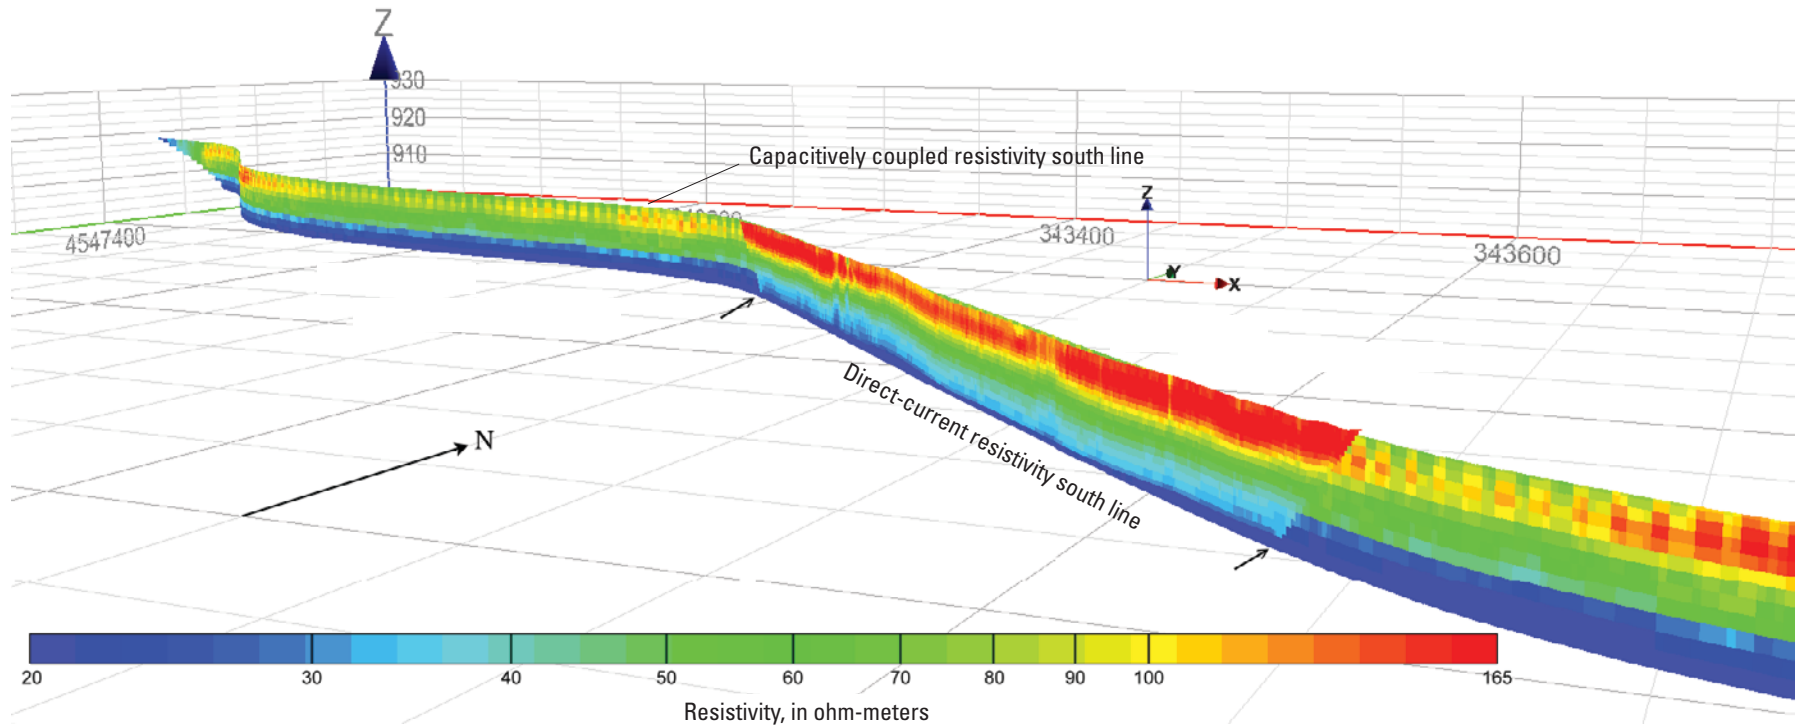 Z
930
920
910
Capacitively coupled resistivity south line
Z
4547400
343400
343600
Y
X
N
Direct-current resistivity south line
20
30
40
50
60
70
80
90
100
165
Resistivity, in ohm-meters